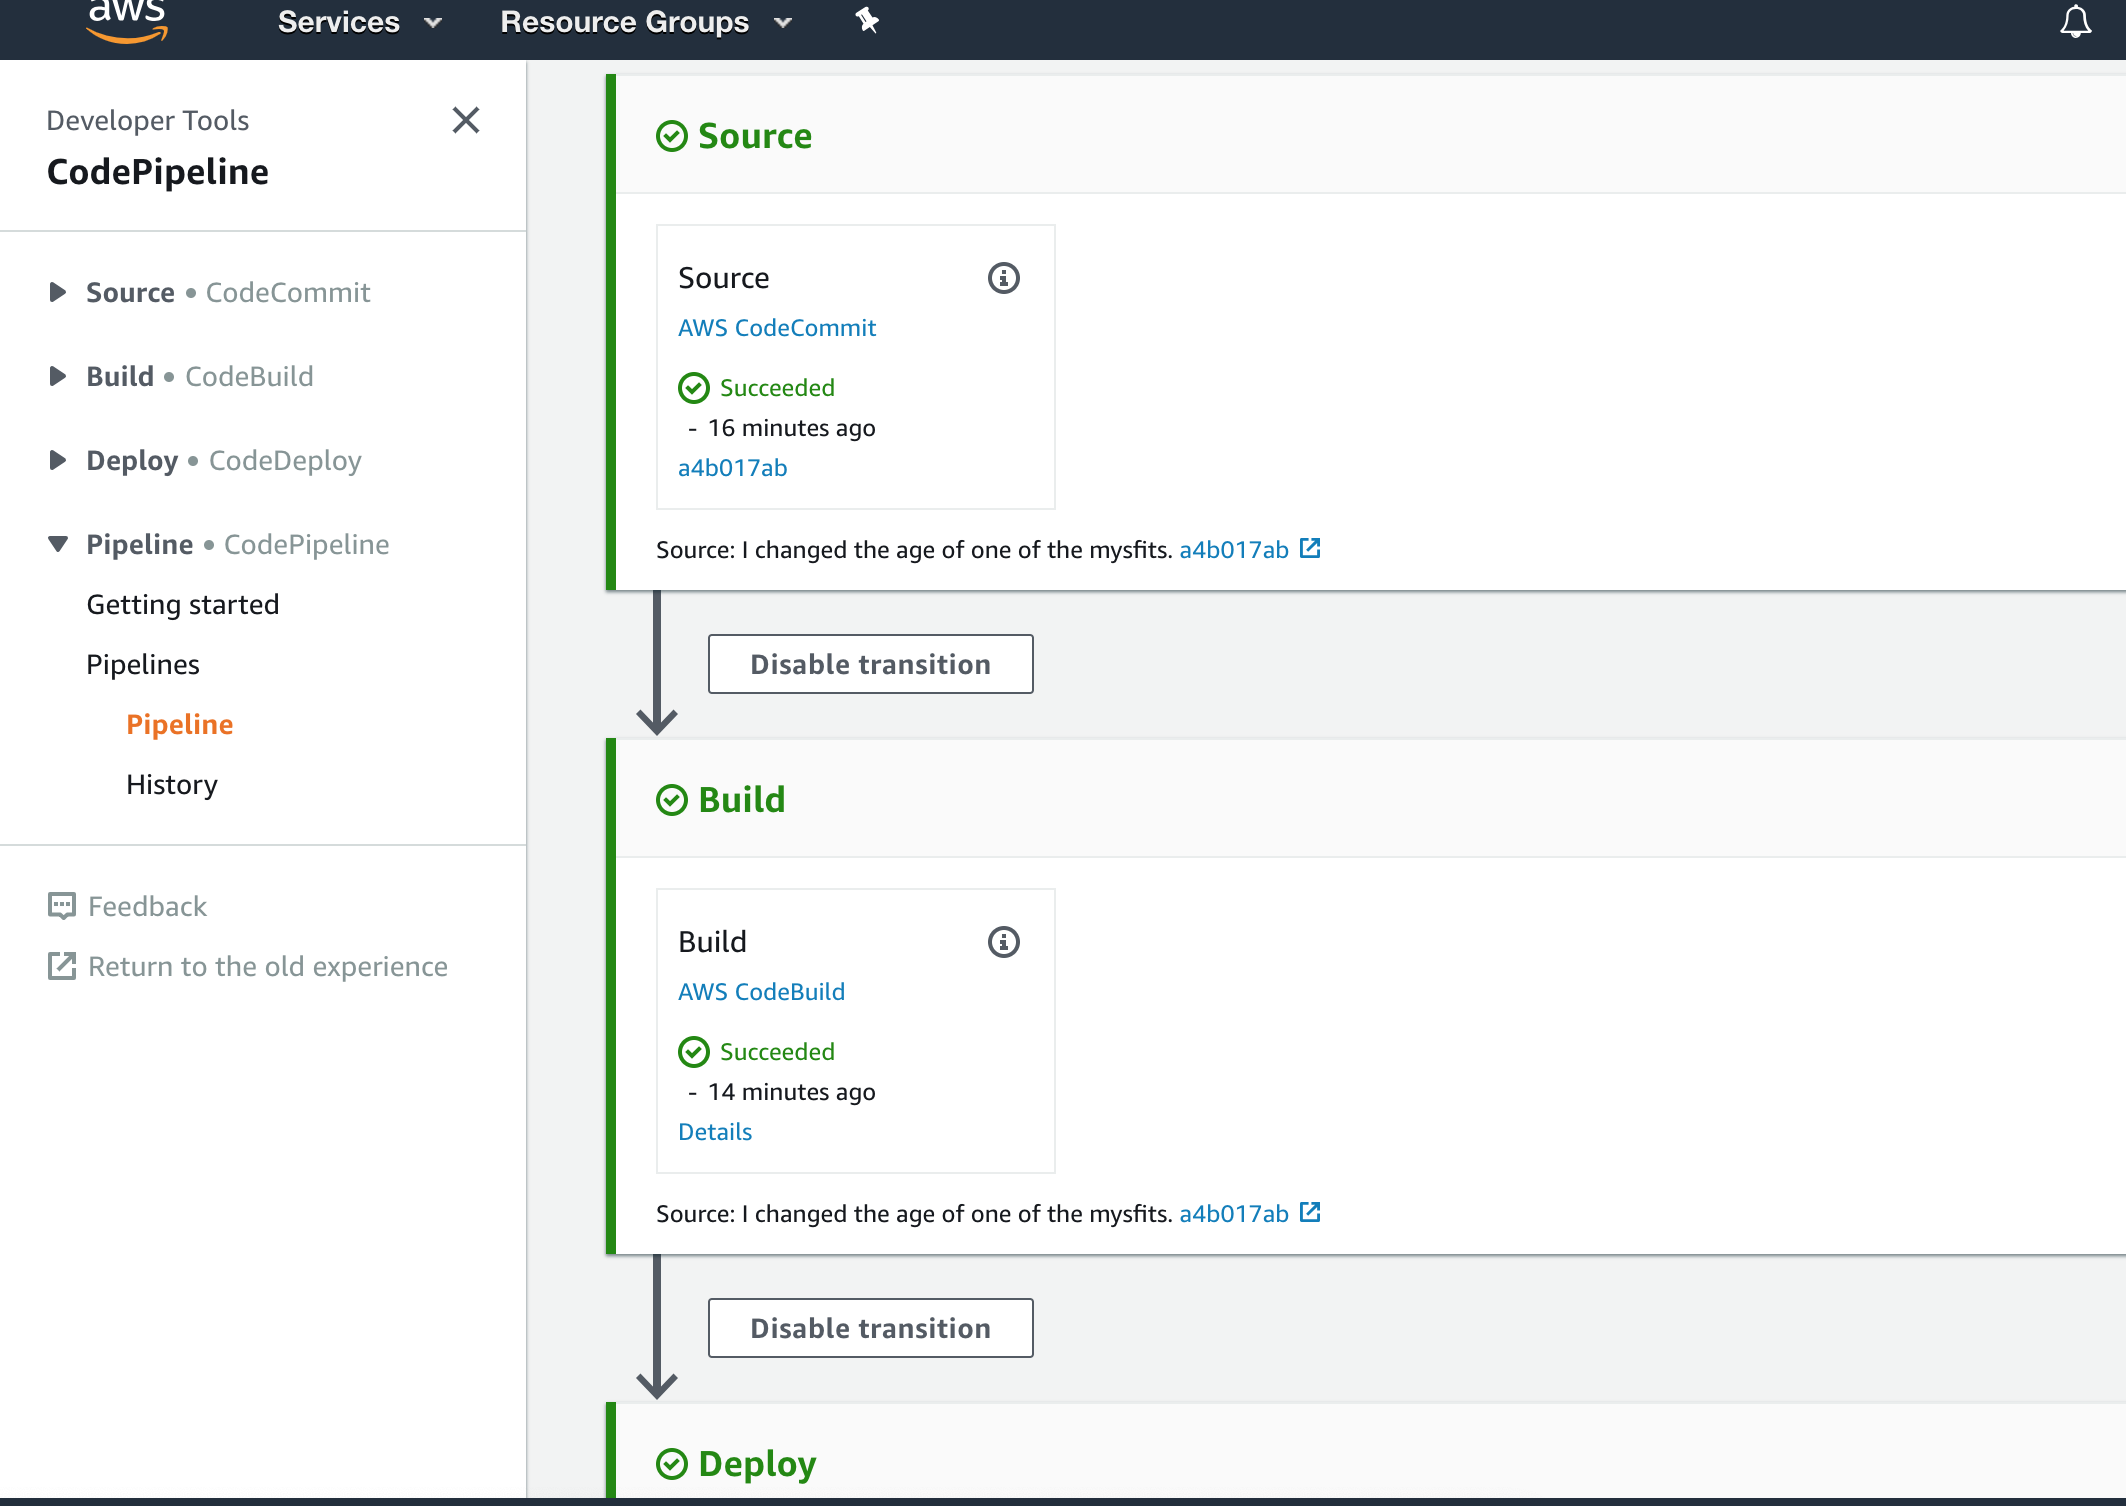 aws Services Resource Groups
Developer Tools
CodePipeline
Source • CodeCommit
Build • CodeBuild
Deploy • CodeDeploy
Pipeline • CodePipeline
Getting started
Pipelines
Pipeline
History
Feedback
Return to the old experience
Source
Source
AWS CodeCommit
Succeeded
- 16 minutes ago
a4b017ab
Source: I changed the age of one of the mysfits. a4b017ab
Disable transition
Build
Build
AWS CodeBuild
Succeeded
- 14 minutes ago
Details
Source: I changed the age of one of the mysfits. a4b017ab
Disable transition
Deploy